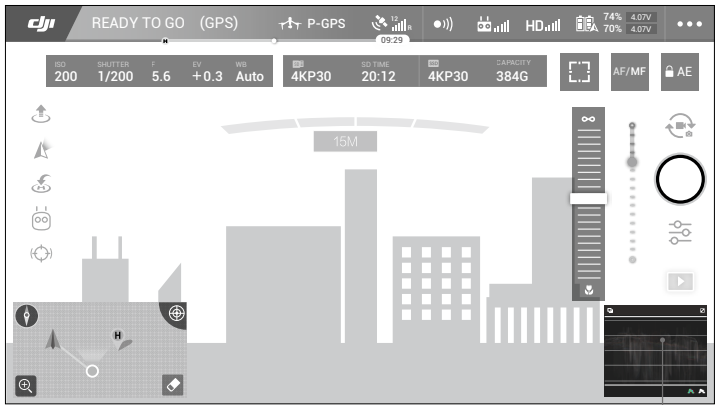 dji READY TO GO (GPS) P-GPS 12 R HD 74% 4.07V
70% 4.07V
H 09:29
ISO SHUTTER F EV WB SD TIME CAPACITY
200 1/200 5.6 +0.3 Auto 4KP30 20:12 4KP30 384G AF/MF AE
∞
15M
H
H